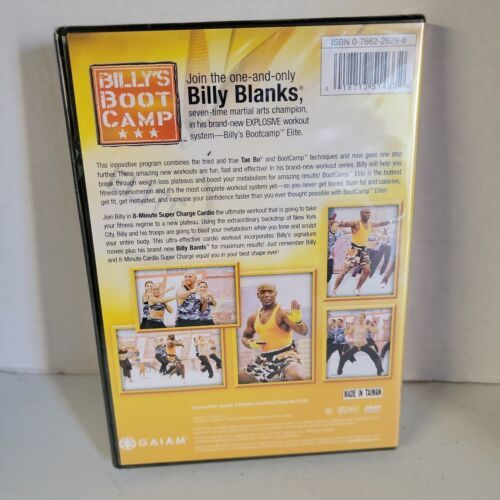 ISBN 0-7662-2629-8
BILLY'S
BOOT
CAMP
Join the one-and-only
Billy Blanks,®
seven-time martial arts champion,
in his brand-new EXPLOSIVE workout
system—Billy's Bootcamp™ Elite.
This innovative program combines the tried and true Tae Bo® and BootCamp™ techniques and now goes one step
further. These amazing new workouts are fun, fast and effective! In his brand-new workout series, Billy will help you
break through weight-loss plateaus and boost your metabolism for amazing results! BootCamp™ Elite is the hottest
fitness phenomenon and it's the most complete workout system yet—so you never get bored. Burn fat and calories,
get fit, get motivated, and increase your confidence faster than you ever thought possible with BootCamp™ Elite!
Join Billy in 8-Minute Super Charge Cardio the ultimate workout that is going to take
your fitness regime to a new plateau. Using the extraordinary backdrop of New York
City, Billy and his troops are going to blast your metabolism while you tone and sculpt
your entire body. This ultra-effective cardio workout incorporates Billy's signature
moves plus his brand new Billy Bands™ for maximum results! Just remember Billy
and 8-Minute Cardio Super Charge equal you in your best shape ever!
MADE IN TAIWAN
GAIAM
DVD